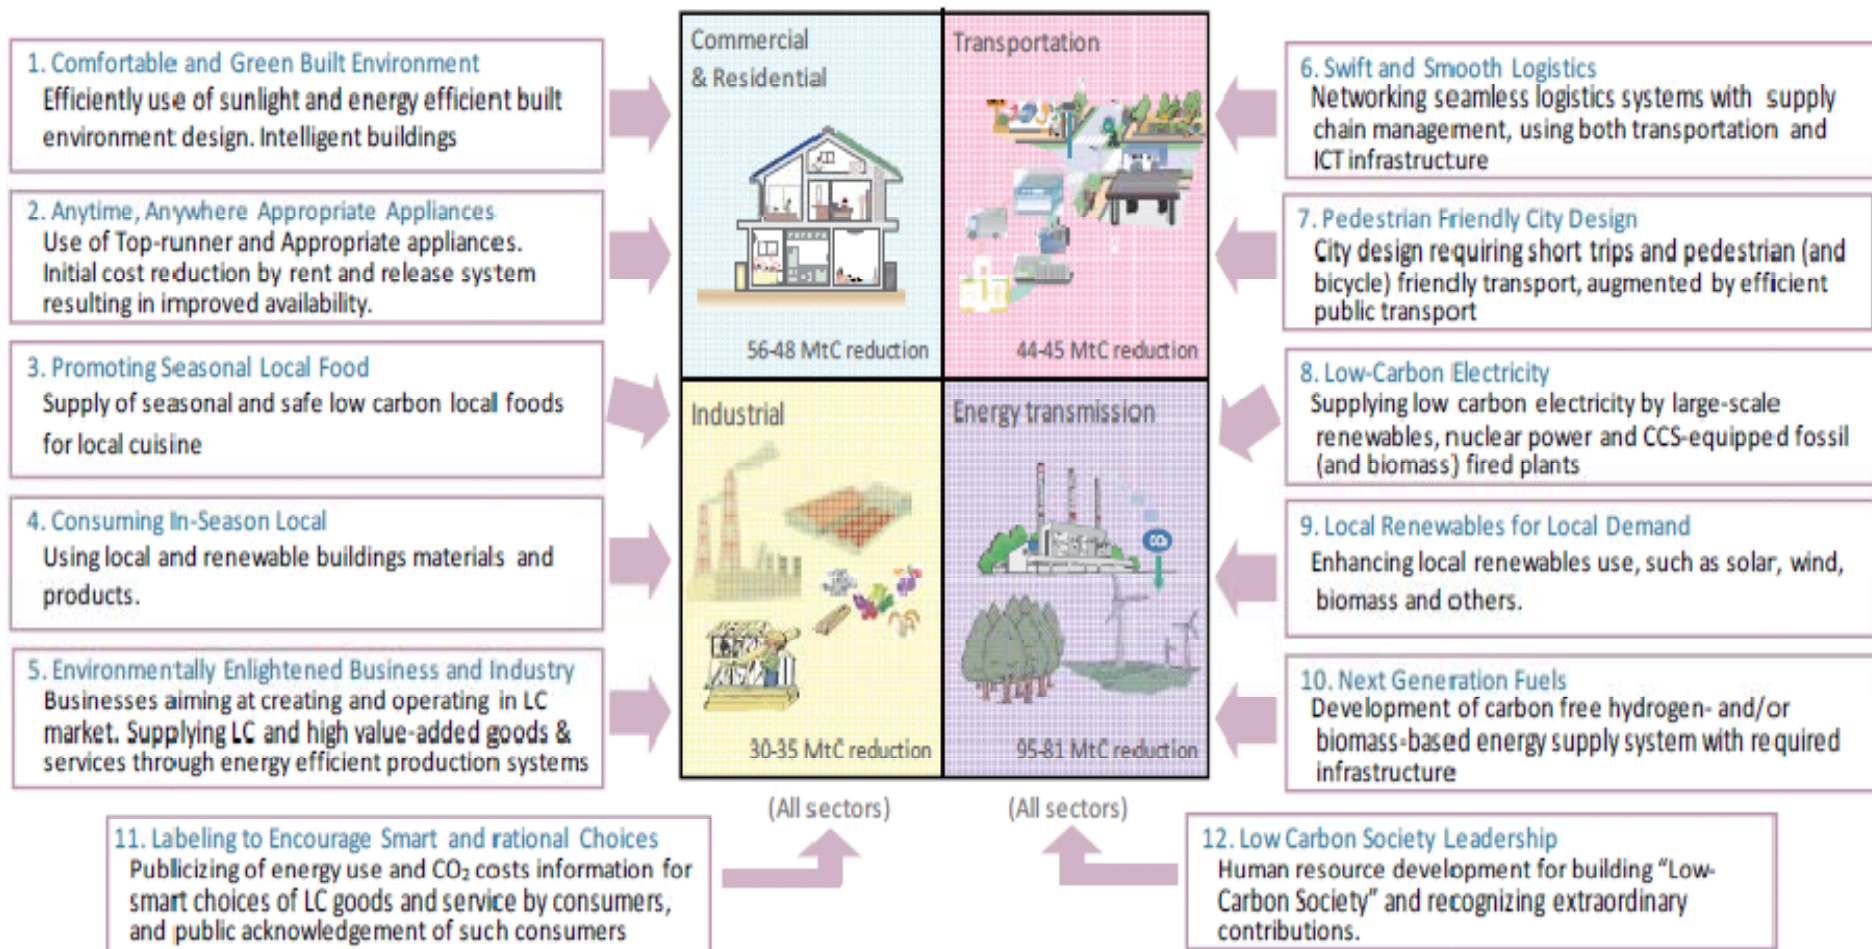 1. Comfortable and Green Built Environment
Efficiently use of sunlight and energy efficient built
environment design. Intelligent buildings
2. Anytime, Anywhere Appropriate Appliances
Use of Top-runner and Appropriate appliances.
Initial cost reduction by rent and release system
resulting in improved availability.
3. Promoting Seasonal Local Food
Supply of seasonal and safe low carbon local foods
for local cuisine
4. Consuming In-Season Local
Using local and renewable buildings materials and
products.
5. Environmentally Enlightened Business and Industry
Businesses aiming at creating and operating in LC
market. Supplying LC and high value-added goods &
services through energy efficient production systems
Commercial
& Residential
56-48 MtC reduction
Transportation
44-45 MtC reduction
Industrial
30-35 MtC reduction
Energy transmission
CO₂
95-81 MtC reduction
(All sectors)
(All sectors)
6. Swift and Smooth Logistics
Networking seamless logistics systems with supply
chain management, using both transportation and
ICT infrastructure
7. Pedestrian Friendly City Design
City design requiring short trips and pedestrian (and
bicycle) friendly transport, augmented by efficient
public transport
8. Low-Carbon Electricity
Supplying low carbon electricity by large-scale
renewables, nuclear power and CCS-equipped fossil
(and biomass) fired plants
9. Local Renewables for Local Demand
Enhancing local renewables use, such as solar, wind,
biomass and others.
10. Next Generation Fuels
Development of carbon free hydrogen- and/or
biomass-based energy supply system with required
infrastructure
11. Labeling to Encourage Smart and rational Choices
Publicizing of energy use and CO₂ costs information for
smart choices of LC goods and service by consumers,
and public acknowledgement of such consumers
12. Low Carbon Society Leadership
Human resource development for building “Low-
Carbon Society” and recognizing extraordinary
contributions.